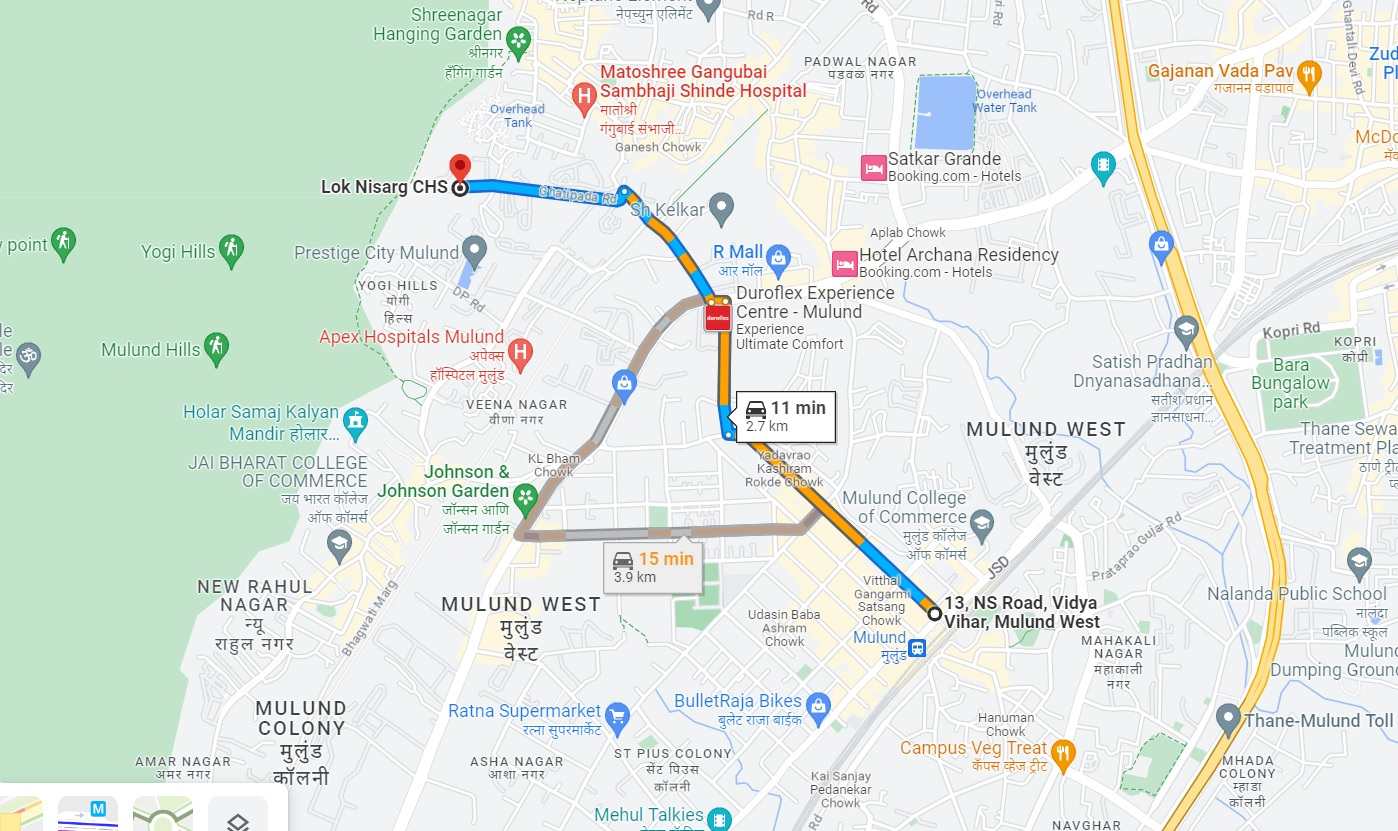 Shreenagar
Hanging Garden
श्रीनगर
हँगिंग गार्डन
नेपच्युन एलिमेंट
Rd R
Rd
Ghantali Devi Rd
Matoshree Gangubai
Sambhaji Shinde Hospital
मातोश्री
गंगुबाई संभाजी...
Ganesh Chowk
Overhead
Tank
PADWAL NAGAR
पडवळ नगर
Overhead
Water Tank
Gajanan Vada Pav
गजानन वडापाव
Satkar Grande
Booking.com - Hotels
Lok Nisarg CHS
Ghatipada Rd
Sh Kelkar
Aplab Chowk
Yogi Hills
Prestige City Mulund
R Mall
आर मॉल
Hotel Archana Residency
Booking.com - Hotels
YOGI HILLS
योगी
हिल्स
DP Rd
Duroflex Experience
Centre - Mulund
Experience
Ultimate Comfort
duroflex
Apex Hospitals Mulund
अपेक्स
हॉस्पिटल मुलुंड
Mulund Hills
Kopri Rd
KOPRI
कोप्री
Satish Pradhan
Dnyanasadhana...
सतीश प्रधान
ज्ञानसाधना...
Bara
Bungalow
park
Holar Samaj Kalyan
Mandir होलार...
VEENA NAGAR
वीणा नगर
11 min
2.7 km
MULUND WEST
मुलुंड
वेस्ट
JAI BHARAT COLLEGE
OF COMMERCE
जय भारत कॉलेज
ऑफ कॉमर्स
KL Bham
Chowk
Yadavrao
Kashiram
Rokde Chowk
Johnson &
Johnson Garden
जॉन्सन आणि
जॉन्सन गार्डन
Mulund College
of Commerce
मुलुंड कॉलेज
ऑफ कॉमर्स
15 min
3.9 km
JSD
Prataprao Gujar Rd
NEW RAHUL
NAGAR
न्यू
राहुल नगर
Bhagwati Marg
MULUND WEST
मुलुंड
वेस्ट
Vitthal
Gangarmi
Satsang
Chowk
Udasin Baba
Ashram
Chowk
13, NS Road, Vidya
Vihar, Mulund West
Nalanda Public School
नालंदा
पब्लिक स्कूल
Mulund
मुलुंड
MAHAKALI
NAGAR
महाकाली
नगर
Dumping Ground
MULUND
COLONY
मुलुंड
कॉलनी
Ratna Supermarket
रत्ना सुपरमार्केट
BulletRaja Bikes
बुलेट राजा बाईक
Hanuman
Chowk
Thane-Mulund Toll
AMAR NAGAR
अमर नगर
ASHA NAGAR
आशा नगर
ST PIUS COLONY
सेंट पिउस
कॉलनी
Campus Veg Treat
कॅंपस व्हेज ट्रीट
MHADA
COLONY
म्हाडा
कॉलनी
Kai Sanjay
Pedanekar
Chowk
Mehul Talkies
Rd
NAVGHAR
M